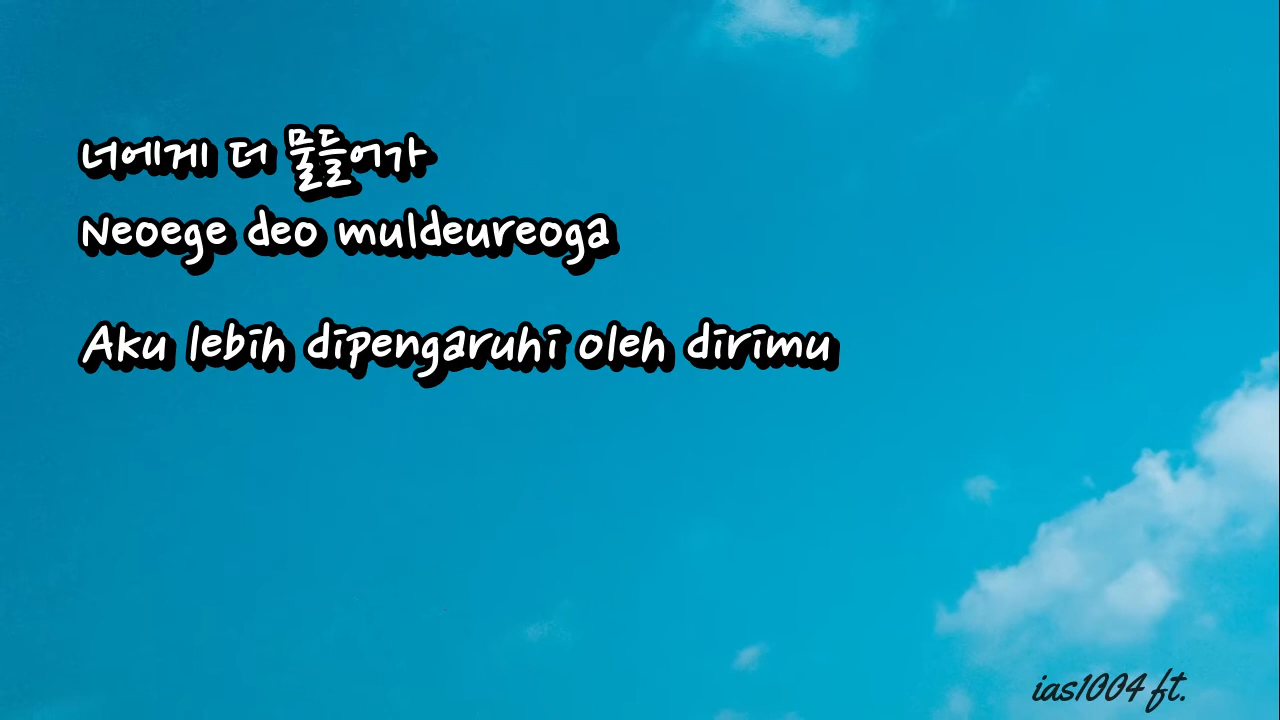 너에게 더 물들어가
Neoege deo muldeureoga
Aku lebih dipengaruhi oleh dirimu
ias1004 ft.